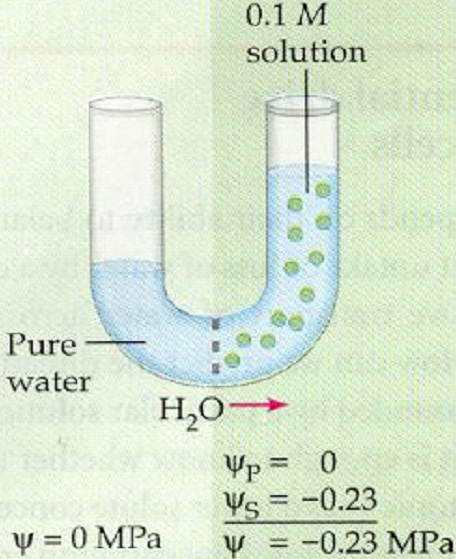 0.1 M
solution
Pure
water
H₂O
ψP = 0
ψS = −0.23
ψ = 0 MPa
ψ = −0.23 MPa